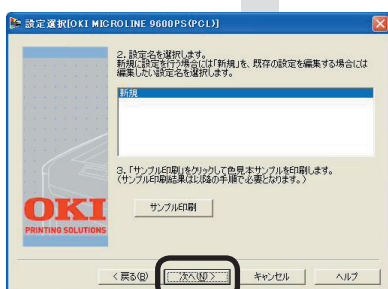 設定選択[OKI MICROLINE 9600PS(PCL)]
2. 設定名を選択します。
新規に設定を行う場合には「新規」を、既存の設定を編集する場合には
編集したい設定名を選択します。
新規
3. 「サンプル印刷」をクリックして色見本サンプルを印刷します。
(サンプル印刷結果は以降の手順で必要となります。)
サンプル印刷
OKI
PRINTING SOLUTIONS
< 戻る(B)
次へ(N) >
キャンセル
ヘルプ